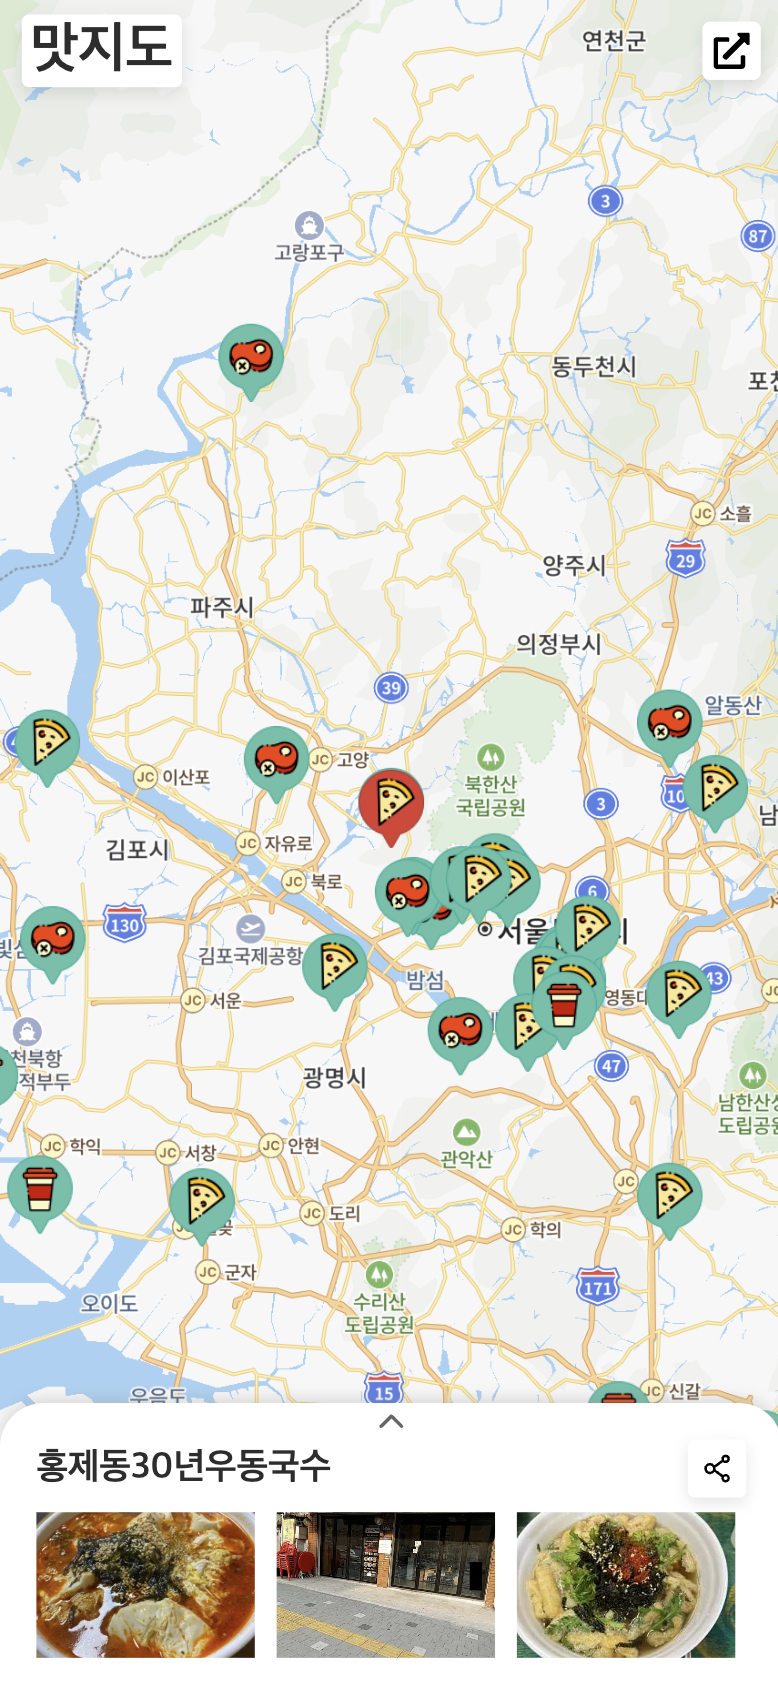 맛지도
연천군
3
87
고랑포구
동두천시
포천
JC 소흘
29
양주시
파주시
의정부시
39
알동산
JC 고양
JC 이산포
북한산
국립공원
10
3
남
김포시
JC 자유로
JC 북로
6
130
서울
김포국제공항
밤섬
43
JC 서운
영동대
JC
천북항
적부두
광명시
47
남한산성
도립공원
JC 학익
JC 서창
JC 안현
관악산
JC
JC 도리
JC 학의
JC 군자
171
수리산
도립공원
오이도
15
JC 신갈
우음도
홍제동30년우동국수